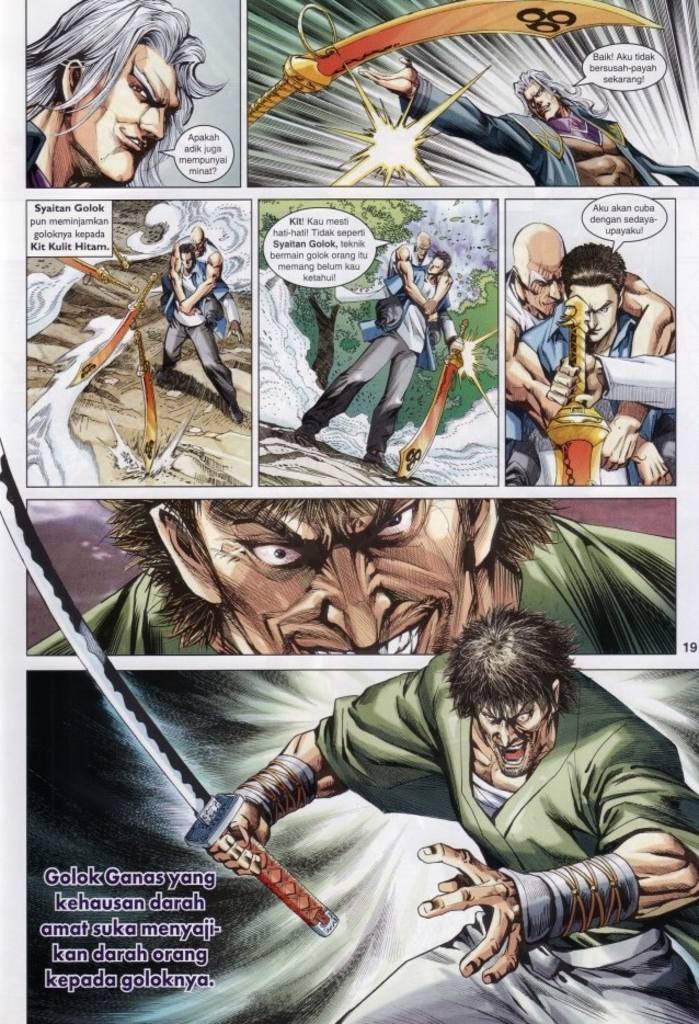 Apakah
adik juga
mempunyai
minat?
Baik! Aku tidak
bersusah-payah
sekarang!
Syaitan Golok
pun meminjamkan
goloknya kepada
Kit Kulit Hitam.
Kit! Kau mesti
hati-hati! Tidak seperti
Syaitan Golok, teknik
bermain golok orang itu
memang belum kau
ketahui!
Aku akan cuba
dengan sedaya-
upayaku!
19
Golok Ganas yang
kehausan darah
amat suka menyaji-
kan darah orang
kepada goloknya.